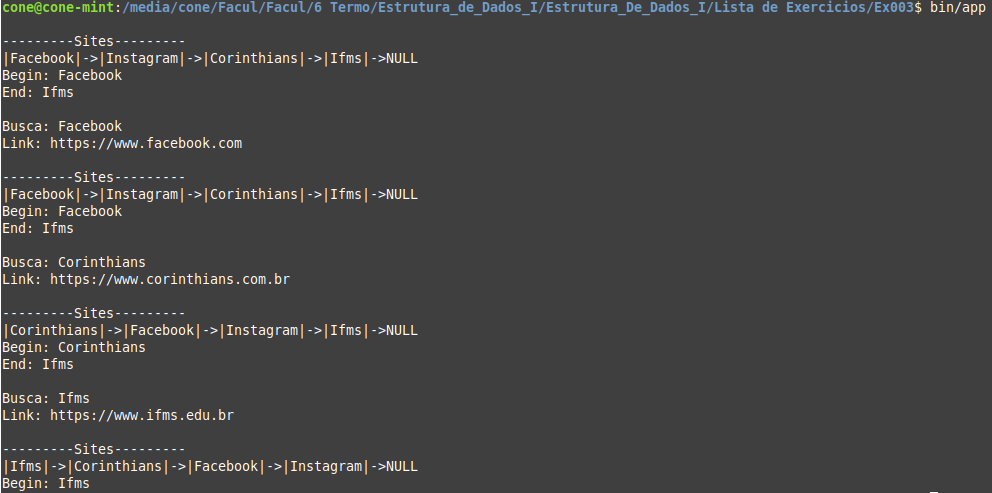 cone@cone-mint:/media/cone/Facul/Facul/6 Termo/Estrutura_de_Dados_I/Estrutura_De_Dados_I/Lista de Exercicios/Ex003$ bin/app
---------Sites---------
|Facebook|->|Instagram|->|Corinthians|->|Ifms|->NULL
Begin: Facebook
End: Ifms
Busca: Facebook
Link: https://www.facebook.com
---------Sites---------
|Facebook|->|Instagram|->|Corinthians|->|Ifms|->NULL
Begin: Facebook
End: Ifms
Busca: Corinthians
Link: https://www.corinthians.com.br
---------Sites---------
|Corinthians|->|Facebook|->|Instagram|->|Ifms|->NULL
Begin: Corinthians
End: Ifms
Busca: Ifms
Link: https://www.ifms.edu.br
---------Sites---------
|Ifms|->|Corinthians|->|Facebook|->|Instagram|->NULL
Begin: Ifms